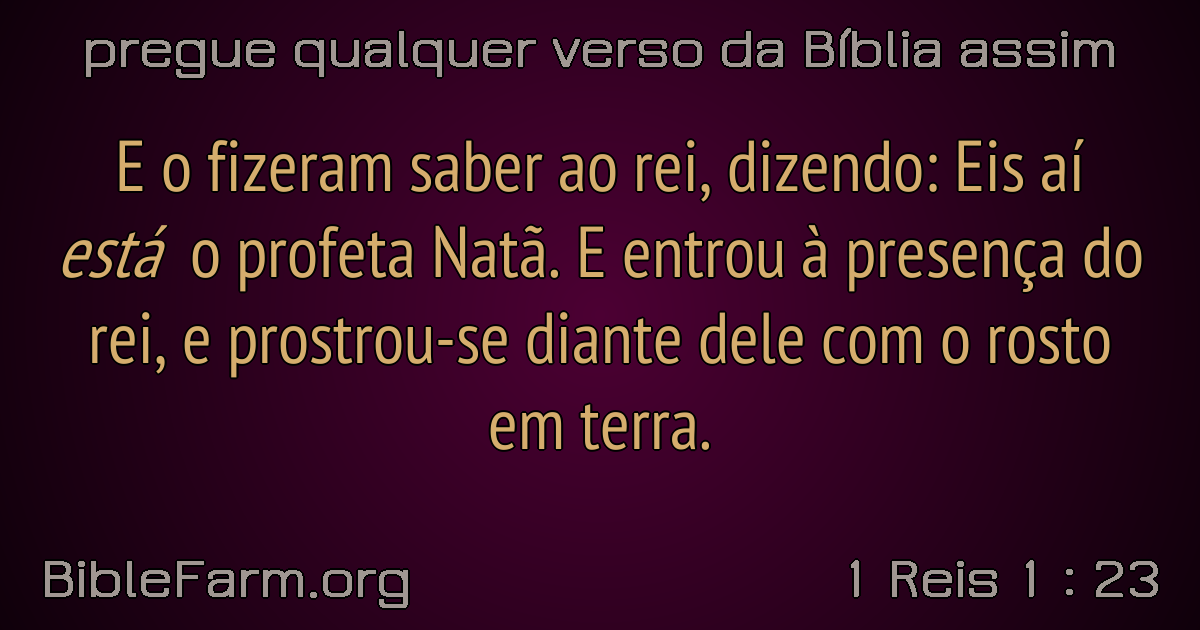 pregue qualquer verso da Bíblia assim
E o fizeram saber ao rei, dizendo: Eis aí
está o profeta Natã. E entrou à presença do
rei, e prostrou-se diante dele com o rosto
em terra.
BibleFarm.org
1 Reis 1 : 23